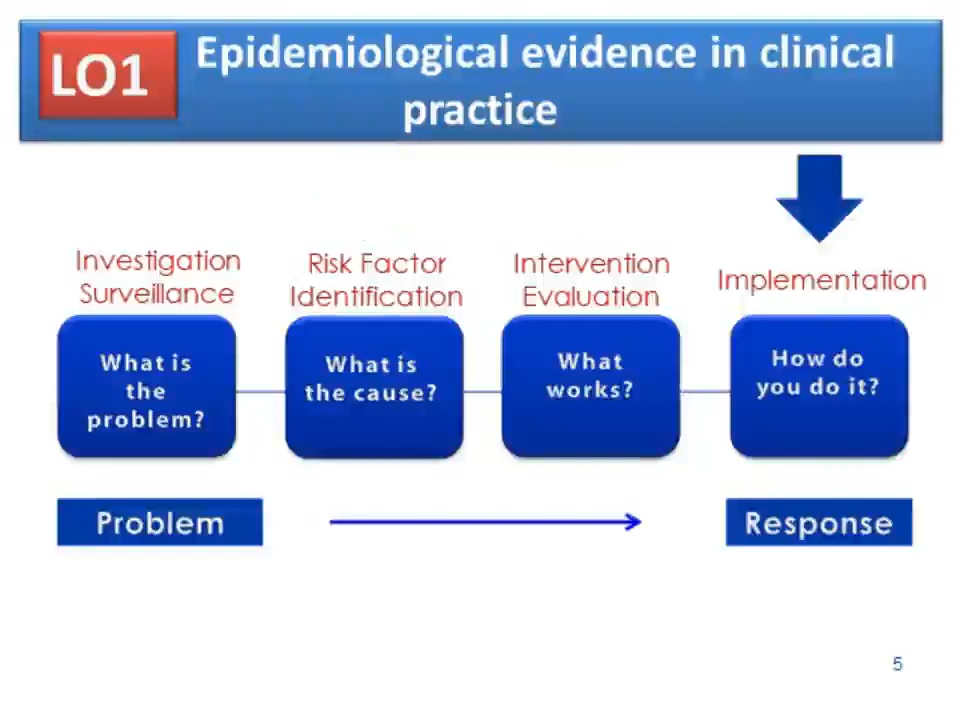 LO1
Epidemiological evidence in clinical
practice
Investigation
Surveillance
Risk Factor
Identification
Intervention
Evaluation
Implementation
What is
the
problem?
What is
the cause?
What
works?
How do
you do it?
Problem
Response
5